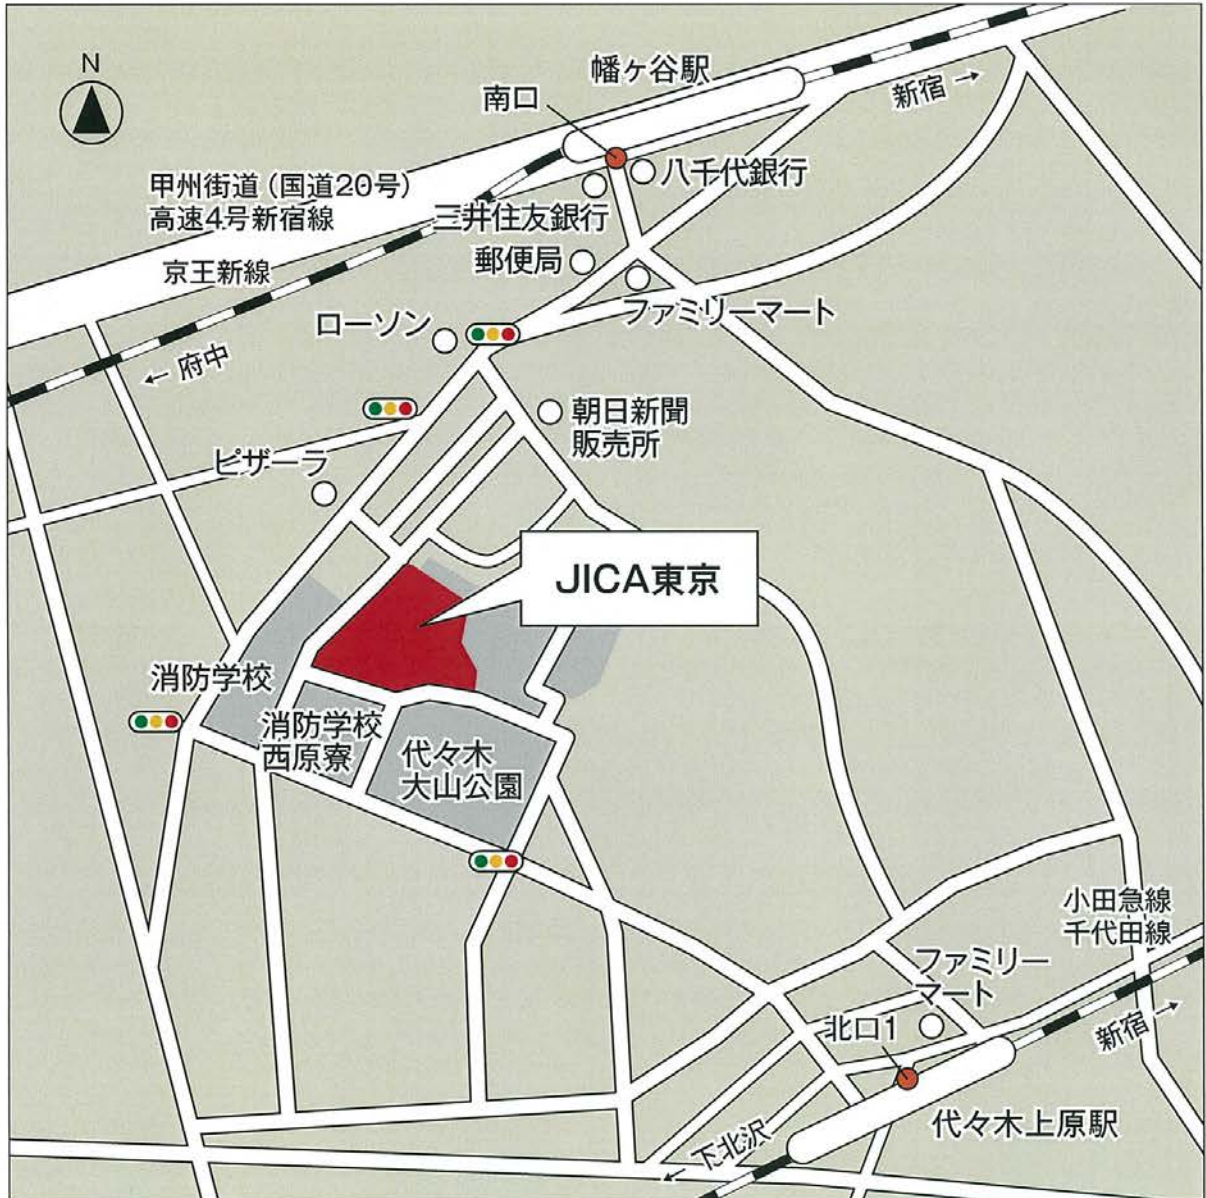 N
幡ヶ谷駅
南口
新宿 →
八千代銀行
甲州街道（国道20号）
高速4号新宿線
三井住友銀行
京王新線
郵便局
ファミリーマート
ローソン
← 府中
朝日新聞
販売所
ピザーラ
JICA東京
消防学校
消防学校
西原寮
代々木
大山公園
小田急線
千代田線
ファミリー
マート
北口1
新宿 →
代々木上原駅
← 下北沢